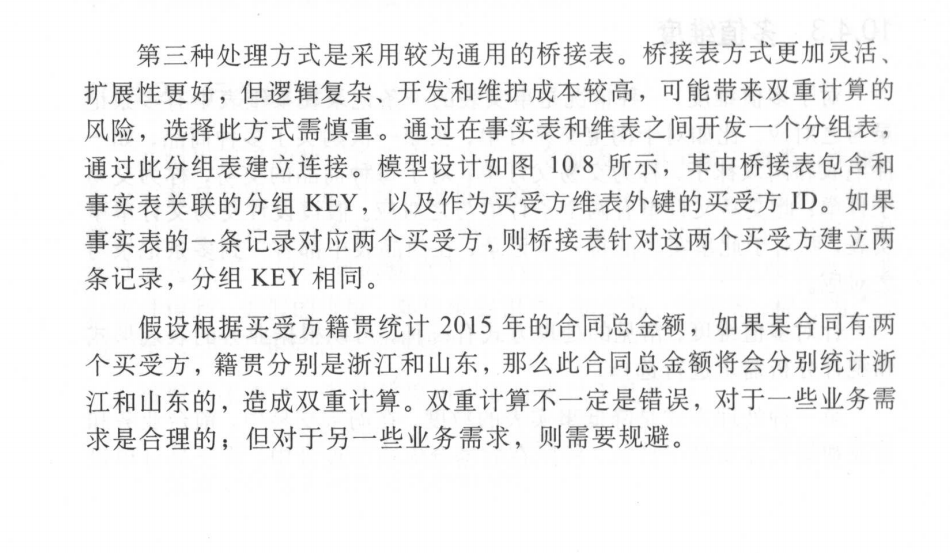 第三种处理方式是采用较为通用的桥接表。桥接表方式更加灵活、
扩展性更好，但逻辑复杂、开发和维护成本较高，可能带来双重计算的
风险，选择此方式需慎重。通过在事实表和维表之间开发一个分组表，
通过此分组表建立连接。模型设计如图 10.8 所示，其中桥接表包含和
事实表关联的分组 KEY，以及作为买受方维表外键的买受方 ID。如果
事实表的一条记录对应两个买受方，则桥接表针对这两个买受方建立两
条记录，分组 KEY 相同。
假设根据买受方籍贯统计 2015 年的合同总金额，如果某合同有两
个买受方，籍贯分别是浙江和山东，那么此合同总金额将会分别统计浙
江和山东的，造成双重计算。双重计算不一定是错误，对于一些业务需
求是合理的；但对于另一些业务需求，则需要规避。